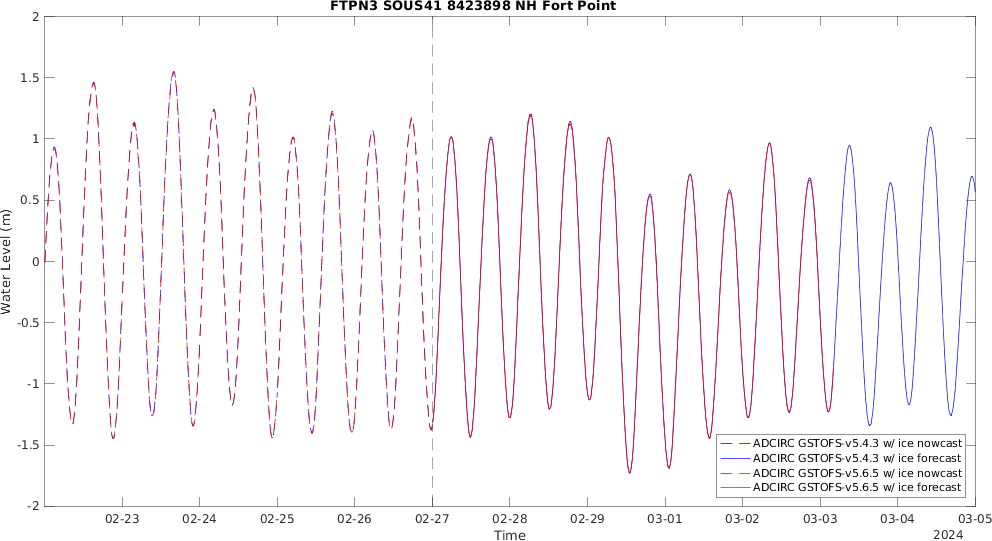 FTPN3 SOUS41 8423898 NH Fort Point
2
1.5
1
0.5
0
-0.5
-1
-1.5
-2
Water Level (m)
ADCIRC GSTOFS-v5.4.3 w/ ice nowcast
ADCIRC GSTOFS-v5.4.3 w/ ice forecast
ADCIRC GSTOFS-v5.6.5 w/ ice nowcast
ADCIRC GSTOFS-v5.6.5 w/ ice forecast
02-23 02-24 02-25 02-26 02-27 02-28 02-29 03-01 03-02 03-03 03-04 03-05
Time
2024